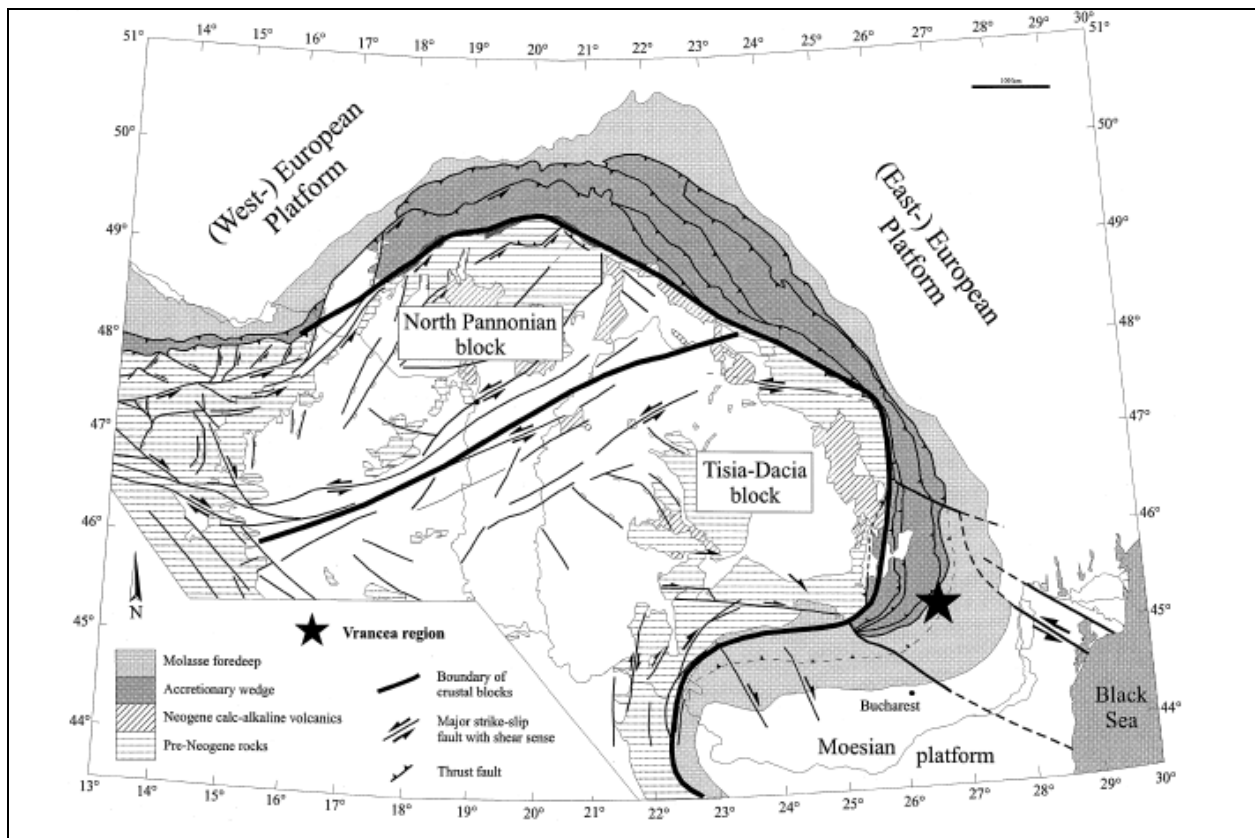 13° 14° 15° 16° 17° 18° 19° 20° 21° 22° 23° 24° 25° 26° 27° 28° 29° 30°
51° 51°
100km
50° 50°
(West-) European
Platform
(East-) European
Platform
49° 49°
48° 48°
North Pannonian
block
47° 47°
Tisia-Dacia
block
46° 46°
N
45° 45°
Vrancea region
Molasse foredeep
Accretionary wedge
Neogene calc-alkaline volcanics
Pre-Neogene rocks
Boundary of
crustal blocks
Major strike-slip
fault with shear sense
Thrust fault
44° 44°
Bucharest
Black
Sea
Moesian platform
13° 14° 15° 16° 17° 18° 19° 20° 21° 22° 23° 24° 25° 26° 27° 28° 29° 30°